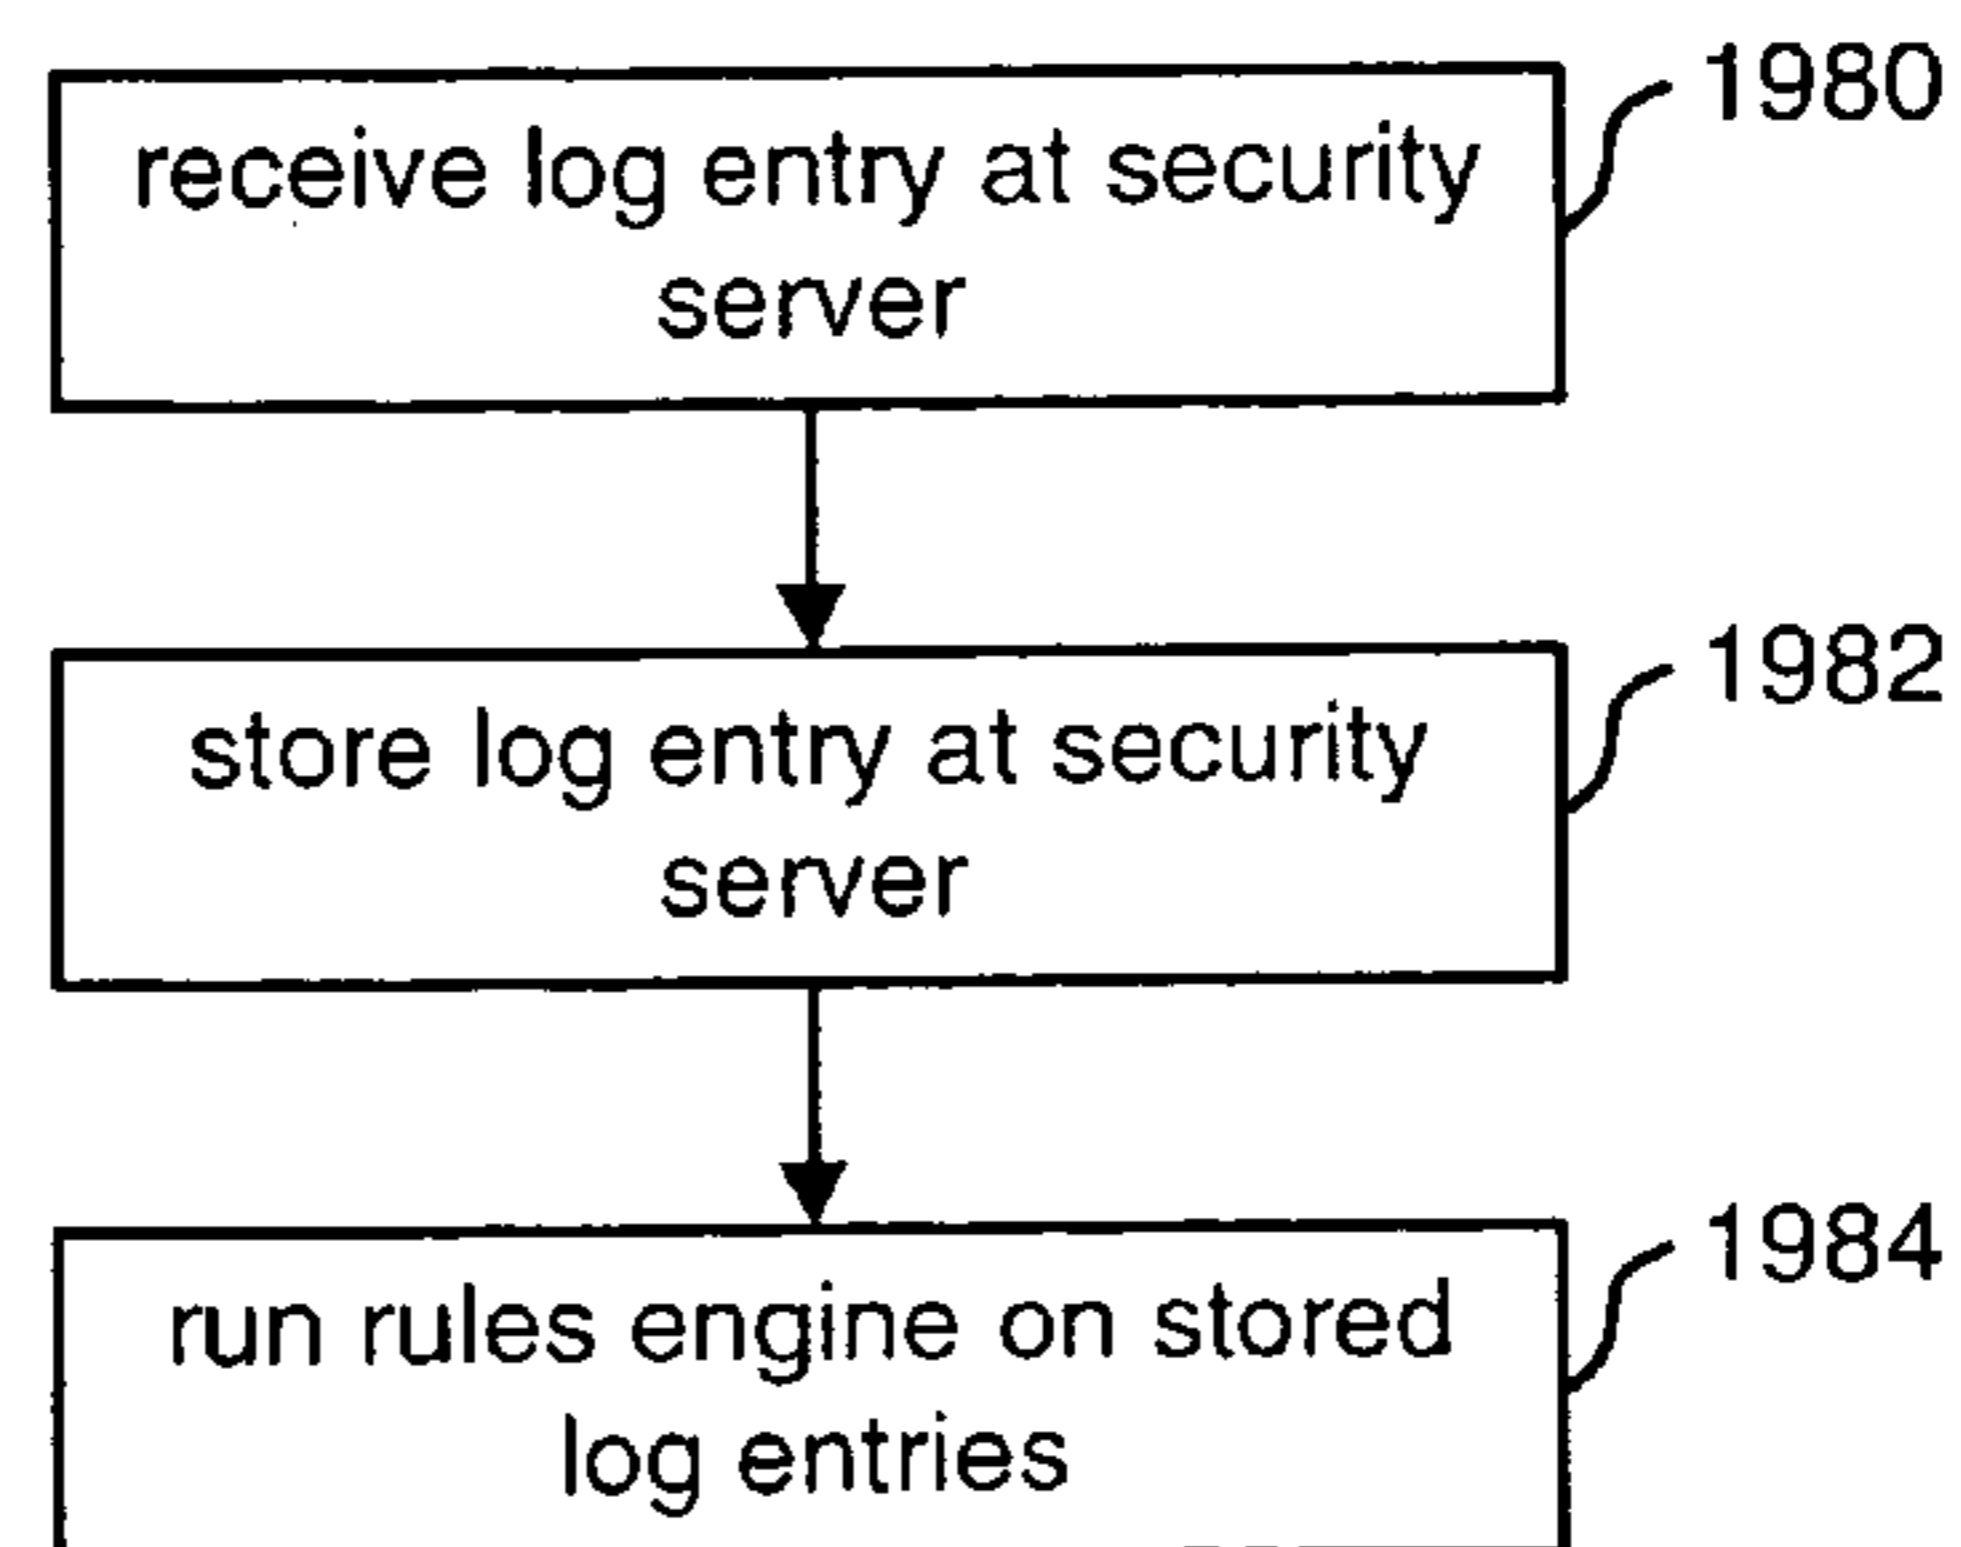 1980
receive log entry at security
server
1982
store log entry at security
server
1984
run rules engine on stored
log entries